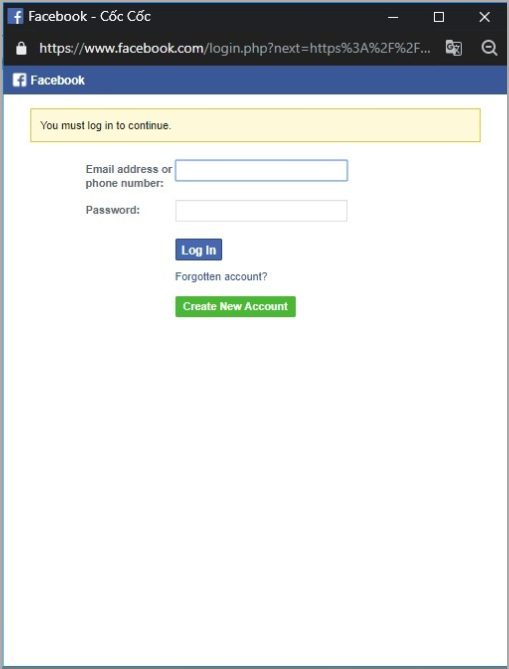 Facebook - Cốc Cốc
https://www.facebook.com/login.php?next=https%3A%2F%2F...
Facebook
You must log in to continue.
Email address or
phone number:
Password:
Log In
Forgotten account?
Create New Account